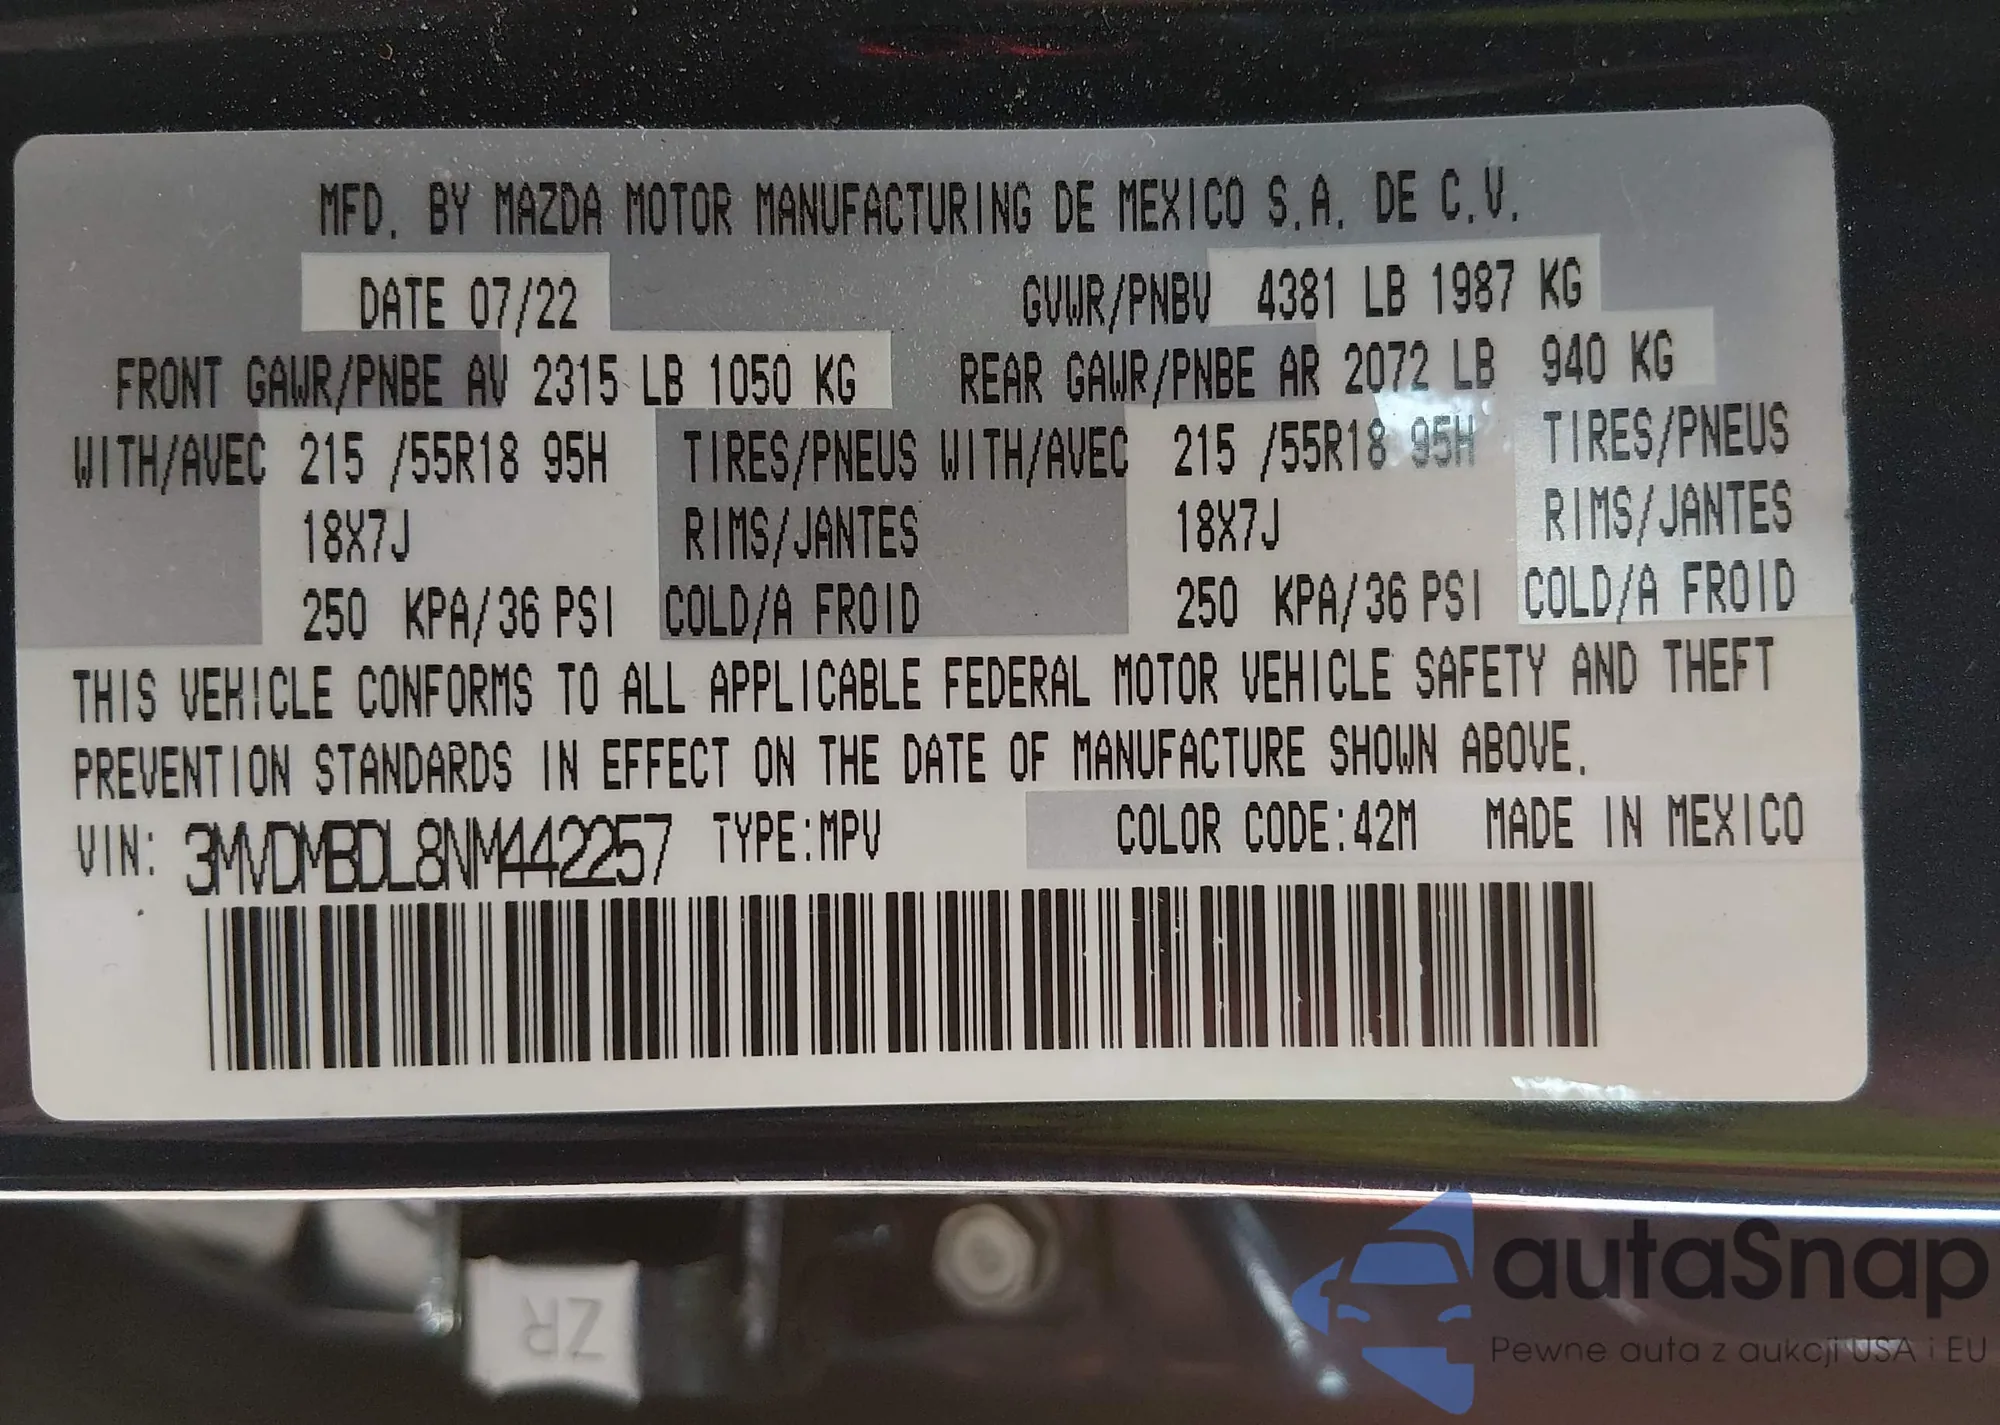 MFD. BY MAZDA MOTOR MANUFACTURING DE MEXICO S.A. DE C.V.
DATE 07/22 GVWR/PNBV 4381 LB 1987 KG
FRONT GAWR/PNBE AV 2315 LB 1050 KG REAR GAWR/PNBE AR 2072 LB 940 KG
WITH/AVEC 215 /55R18 95H TIRES/PNEUS WITH/AVEC 215 /55R18 95H TIRES/PNEUS
18X7J RIMS/JANTES 18X7J RIMS/JANTES
250 KPA/36 PSI COLD/A FROID 250 KPA/36 PSI COLD/A FROID
THIS VEHICLE CONFORMS TO ALL APPLICABLE FEDERAL MOTOR VEHICLE SAFETY AND THEFT
PREVENTION STANDARDS IN EFFECT ON THE DATE OF MANUFACTURE SHOWN ABOVE.
VIN: 3MVDMBDL8NM442257 TYPE:MPV COLOR CODE:42M MADE IN MEXICO
ZR
autaSnap
Pewne auta z aukcji USA i EU